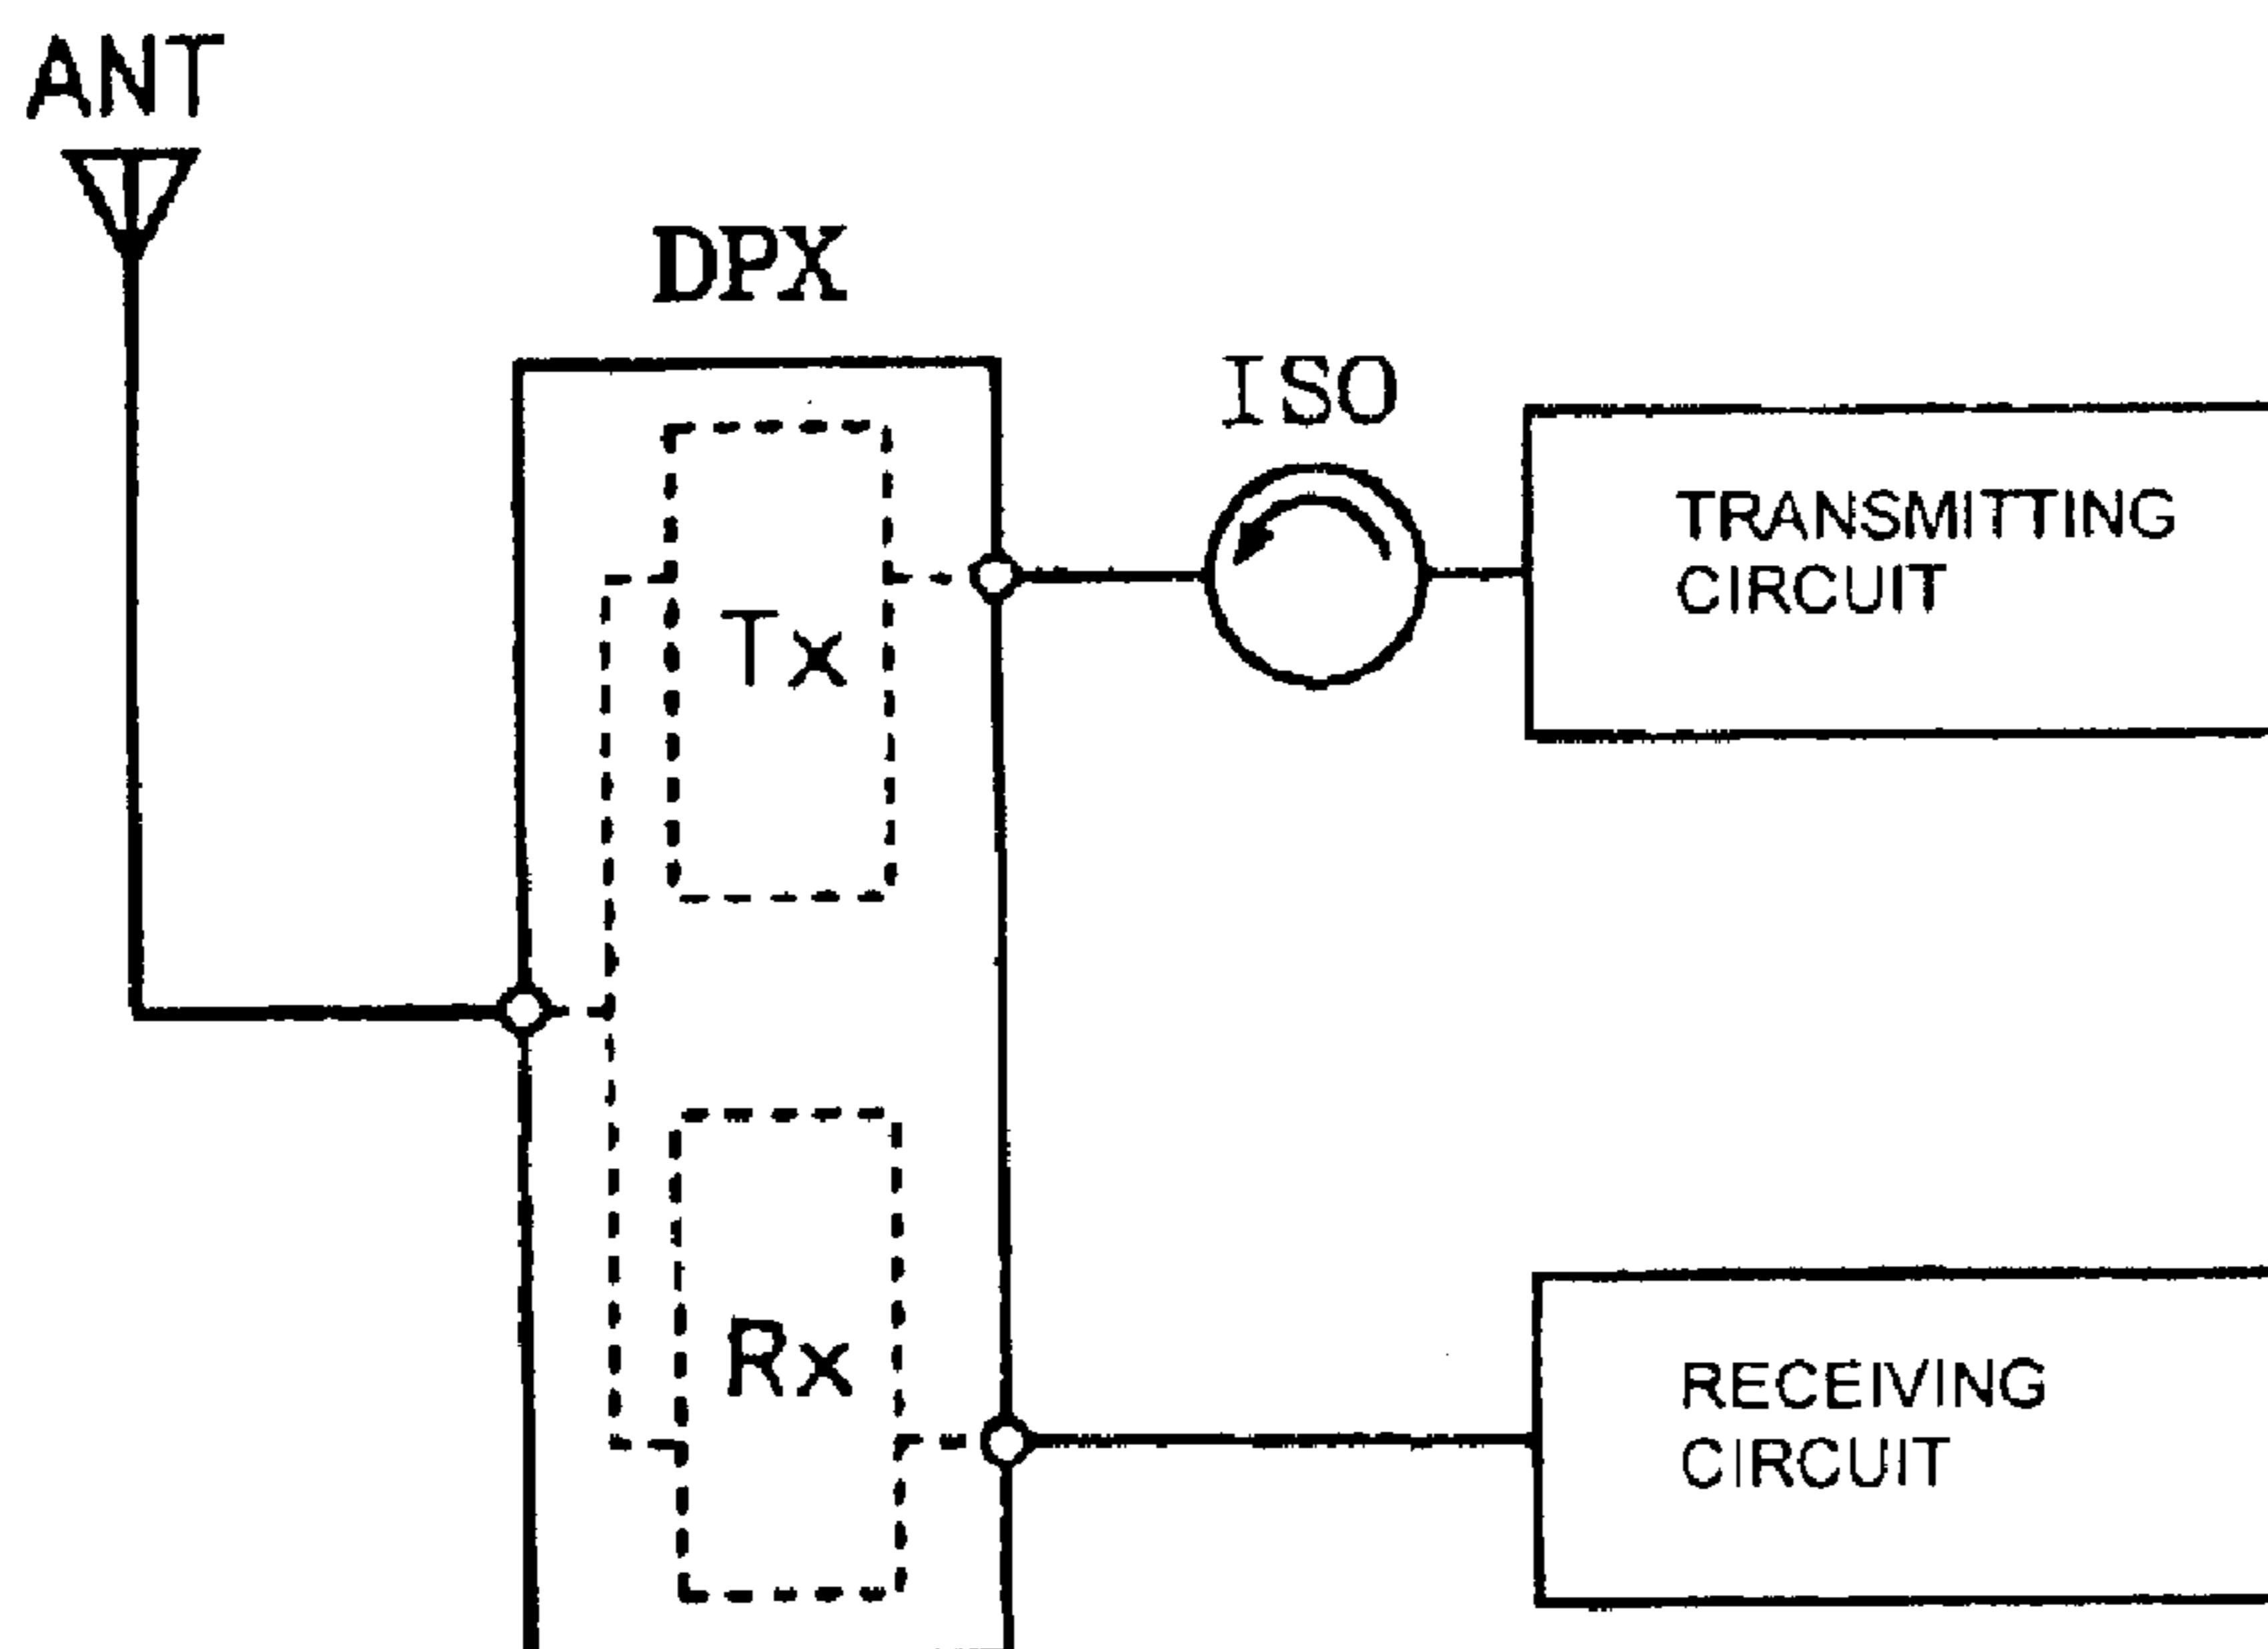 ANT
DPX
ISO
TRANSMITTING
CIRCUIT
Tx
Rx
RECEIVING
CIRCUIT